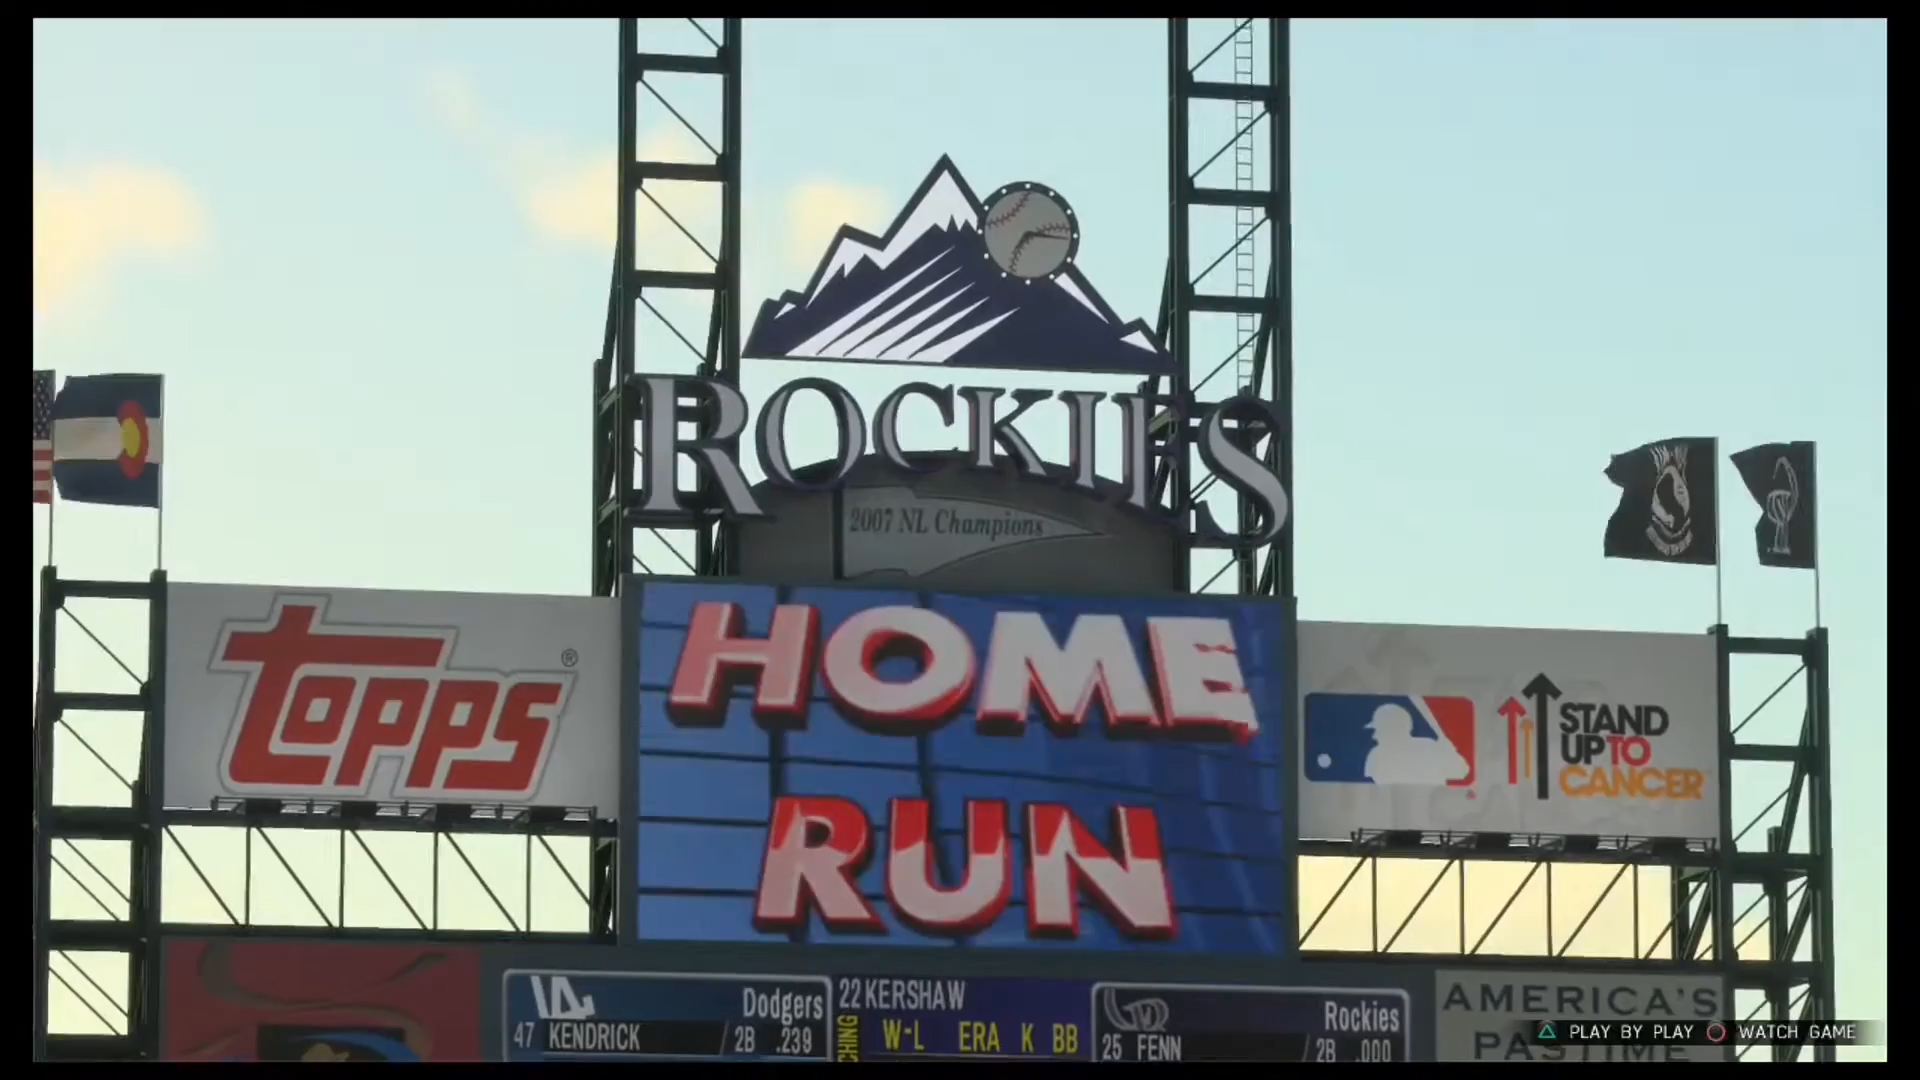 ROCKIES
2007 NL Champions
TOPPS ®
HOME
RUN
STAND
UP TO
CANCER
LA Dodgers
47 KENDRICK 2B .239
22 KERSHAW
W-L ERA K BB
Rockies
25 FENN 2B .000
AMERICA'S
PASTIME
PLAY BY PLAY WATCH GAME